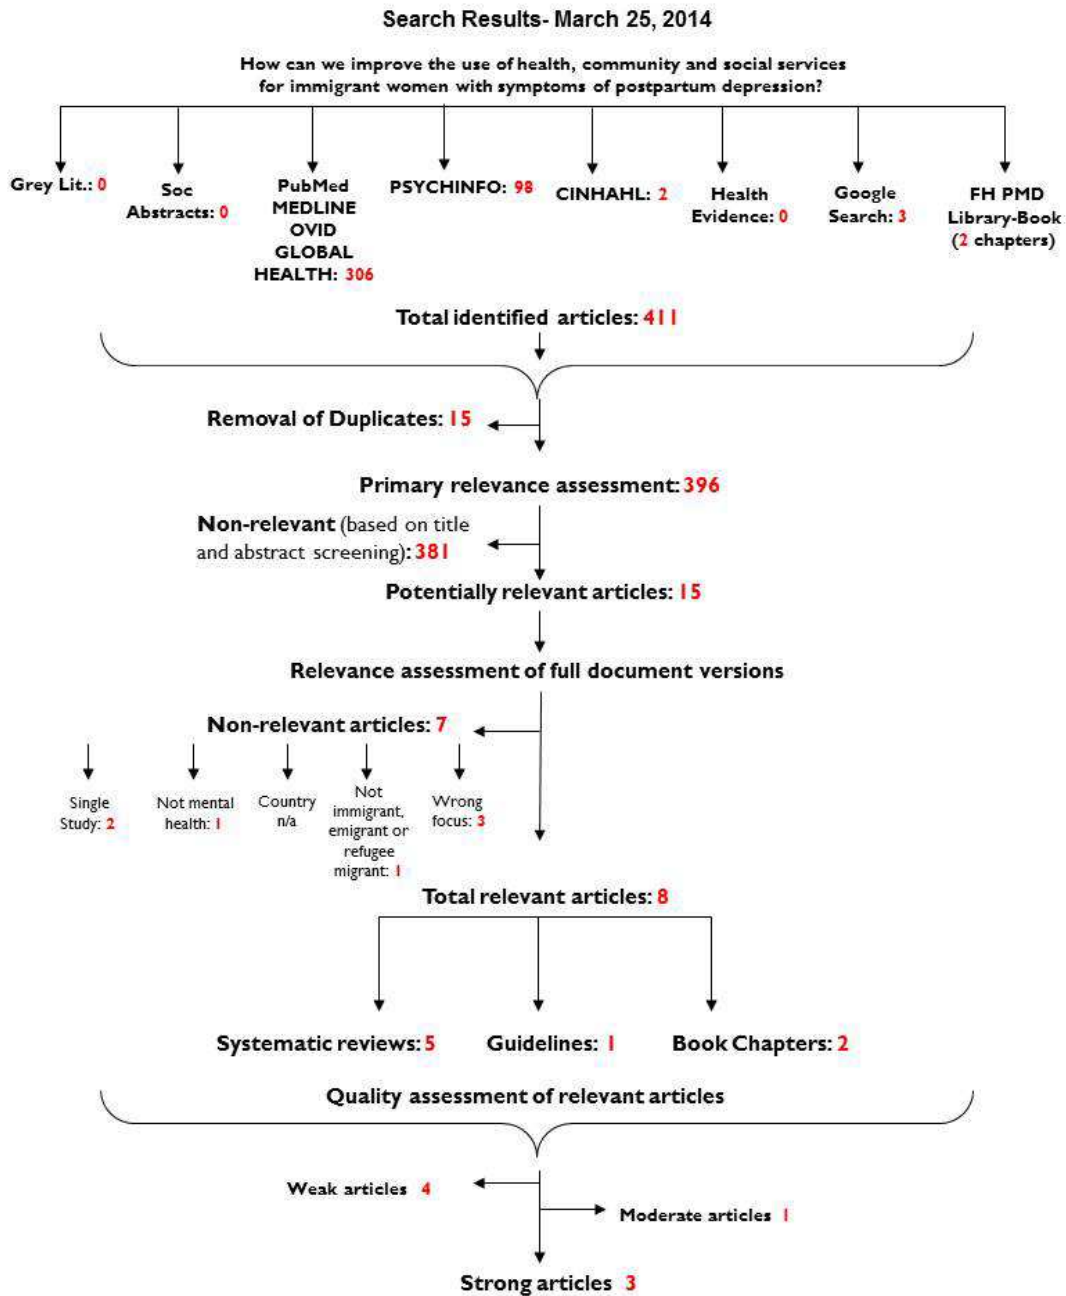 Search Results- March 25, 2014
How can we improve the use of health, community and social services
for immigrant women with symptoms of postpartum depression?
Grey Lit.: 0
Soc
Abstracts: 0
PubMed
MEDLINE
OVID
GLOBAL
HEALTH: 306
PSYCHINFO: 98
CINHAHL: 2
Health
Evidence: 0
Google
Search: 3
FH PMD
Library-Book
(2 chapters)
Total identified articles: 411
Removal of Duplicates: 15
Primary relevance assessment: 396
Non-relevant (based on title
and abstract screening): 381
Potentially relevant articles: 15
Relevance assessment of full document versions
Non-relevant articles: 7
Single
Study: 2
Not mental
health: 1
Country
n/a
Not
immigrant,
emigrant or
refugee
migrant: 1
Wrong
focus: 3
Total relevant articles: 8
Systematic reviews: 5
Guidelines: 1
Book Chapters: 2
Quality assessment of relevant articles
Weak articles 4
Moderate articles 1
Strong articles 3